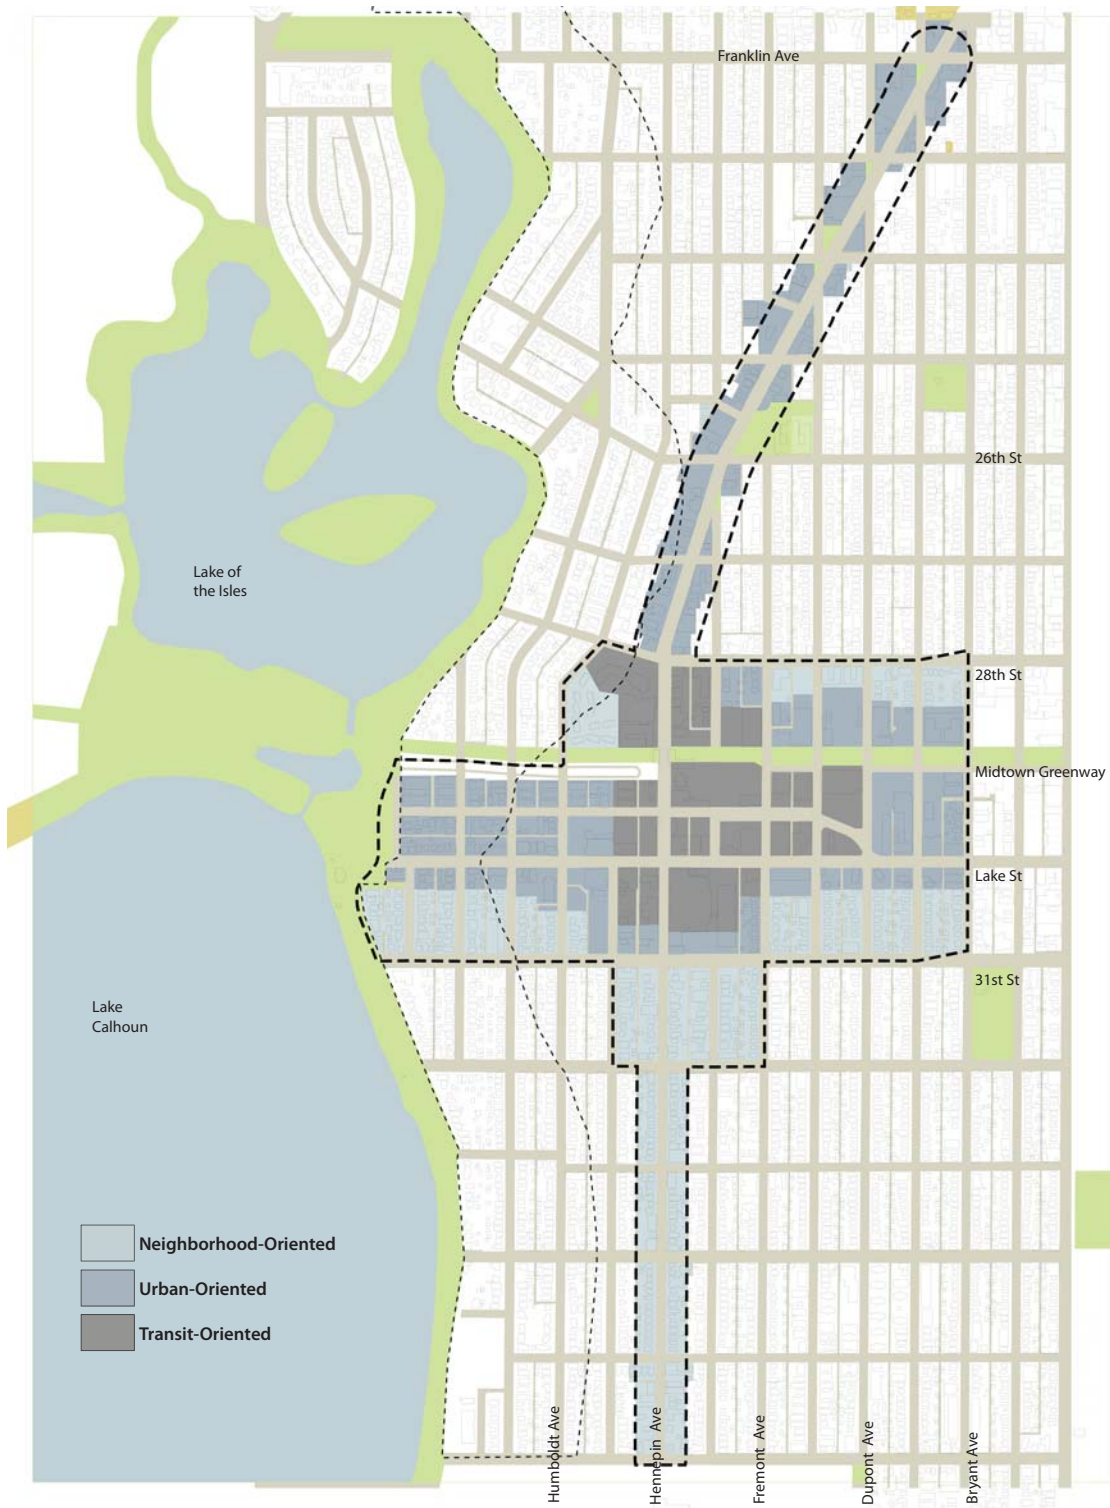 Franklin Ave
26th St
Lake of
the Isles
28th St
Midtown Greenway
Lake St
31st St
Lake
Calhoun
Neighborhood-Oriented
Urban-Oriented
Transit-Oriented
Humboldt Ave
Hennepin Ave
Fremont Ave
Dupont Ave
Bryant Ave